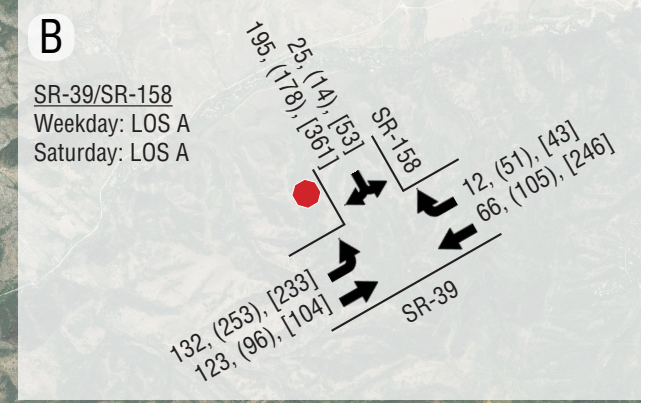 B
SR-39/SR-158
Weekday: LOS A
Saturday: LOS A
25, (14), [53]
195, (178), [361]
SR-158
12, (51), [43]
66, (105), [246]
132, (253), [233]
123, (96), [104]
SR-39